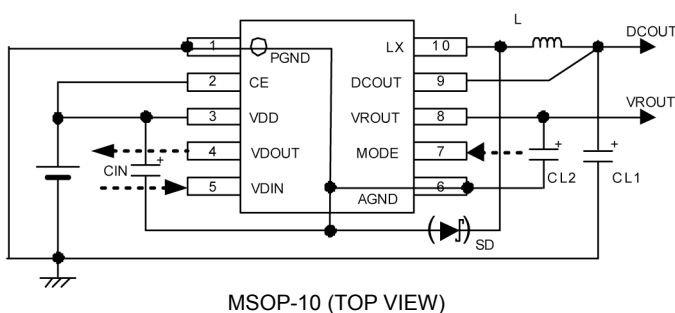 L
DCOUT
1 PGND LX 10
2 CE DCOUT 9
VROUT
3 VDD VROUT 8
4 VDOUT MODE 7
+ + +
CIN CL2 CL1
5 VDIN AGND 6
SD
MSOP-10 (TOP VIEW)